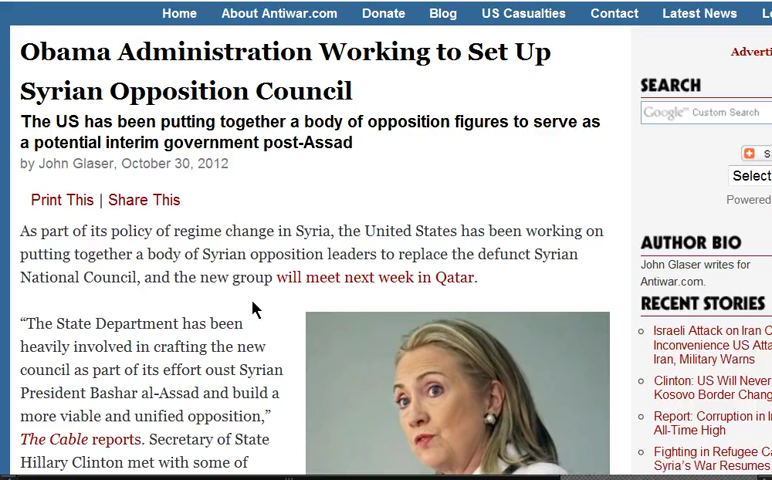 Home About Antiwar.com Donate Blog US Casualties Contact Latest News
Obama Administration Working to Set Up
Syrian Opposition Council
The US has been putting together a body of opposition figures to serve as
a potential interim government post-Assad
by John Glaser, October 30, 2012
Print This | Share This
As part of its policy of regime change in Syria, the United States has been working on
putting together a body of Syrian opposition leaders to replace the defunct Syrian
National Council, and the new group will meet next week in Qatar.
“The State Department has been
heavily involved in crafting the new
council as part of its effort oust Syrian
President Bashar al-Assad and build a
more viable and unified opposition,”
The Cable reports. Secretary of State
Hillary Clinton met with some of
SEARCH
Google™ Custom Search
Select
Powered
AUTHOR BIO
John Glaser writes for
Antiwar.com.
RECENT STORIES
Israeli Attack on Iran
Inconvenience US
Iran, Military Warns
Clinton: US Will Never
Kosovo Border
Report: Corruption in
All-Time High
Fighting in Refugee
Syria's War Resumes